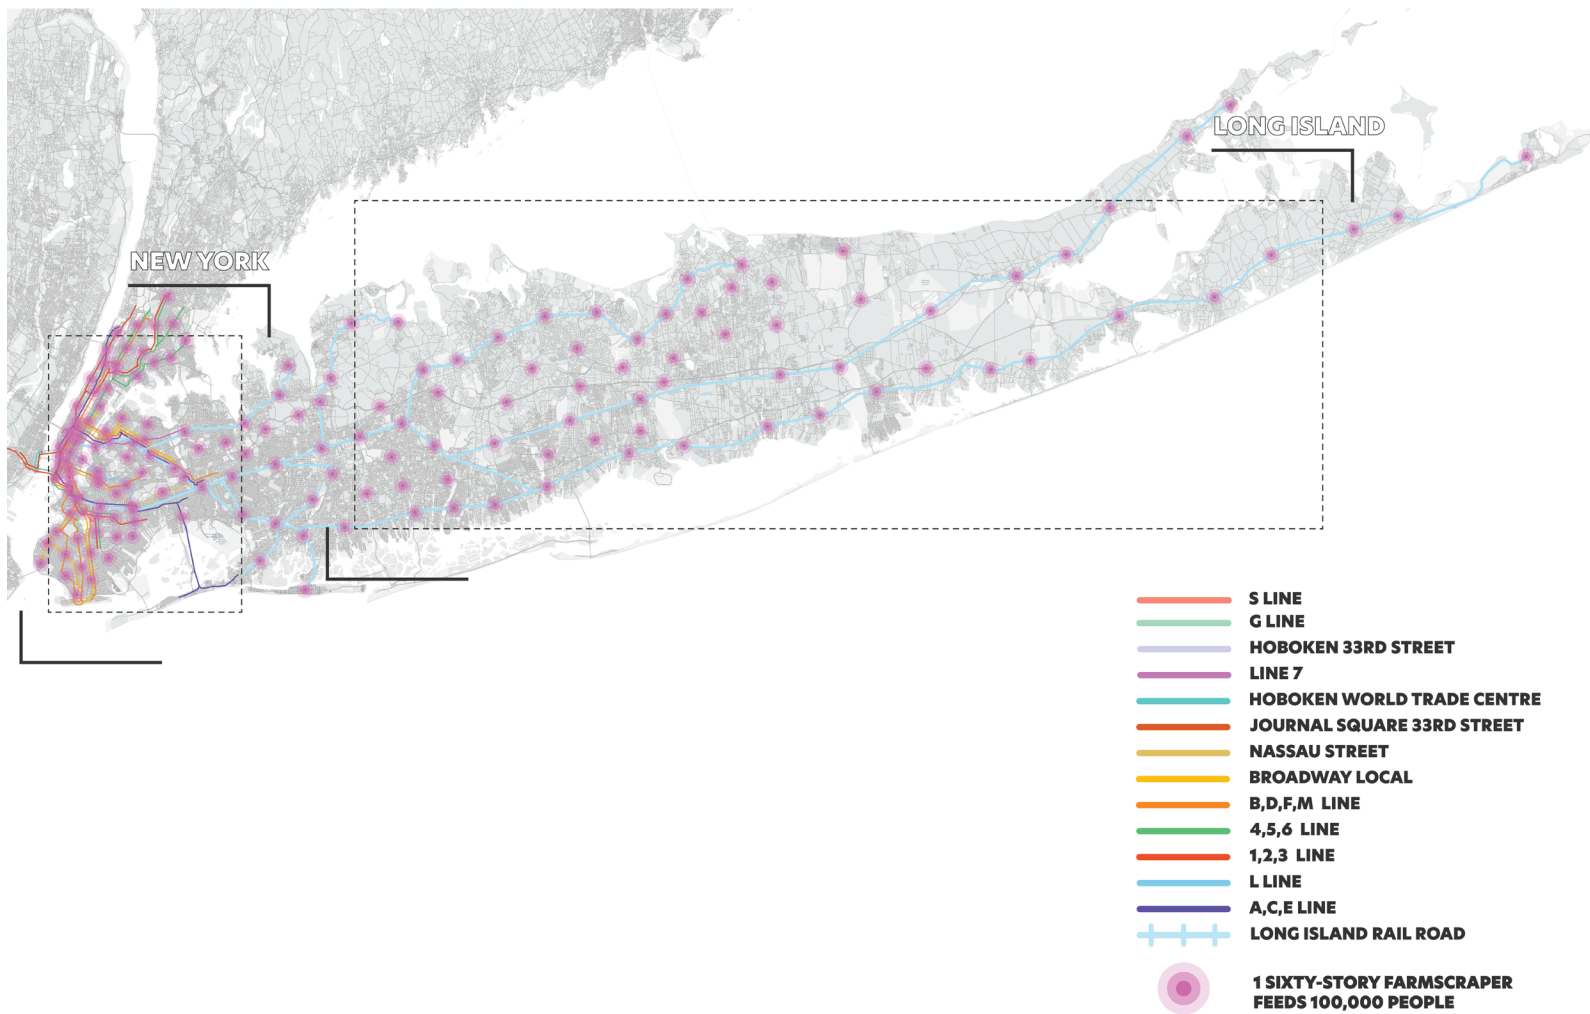 LONG ISLAND
NEW YORK
S LINE
G LINE
HOBOKEN 33RD STREET
LINE 7
HOBOKEN WORLD TRADE CENTRE
JOURNAL SQUARE 33RD STREET
NASSAU STREET
BROADWAY LOCAL
B,D,F,M LINE
4,5,6 LINE
1,2,3 LINE
L LINE
A,C,E LINE
LONG ISLAND RAIL ROAD
1 SIXTY-STORY FARMSCRAPER
FEEDS 100,000 PEOPLE